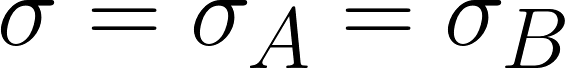 σ = σ_A = σ_B